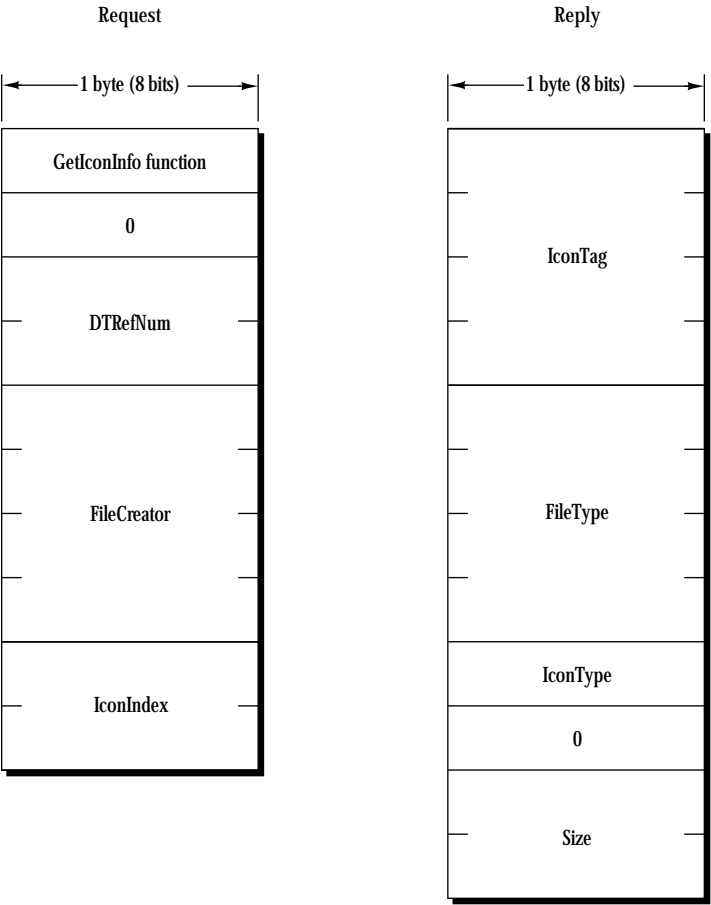 Request
1 byte (8 bits)
GetIconInfo function
0
DTRefNum
FileCreator
IconIndex
Reply
1 byte (8 bits)
IconTag
FileType
IconType
0
Size